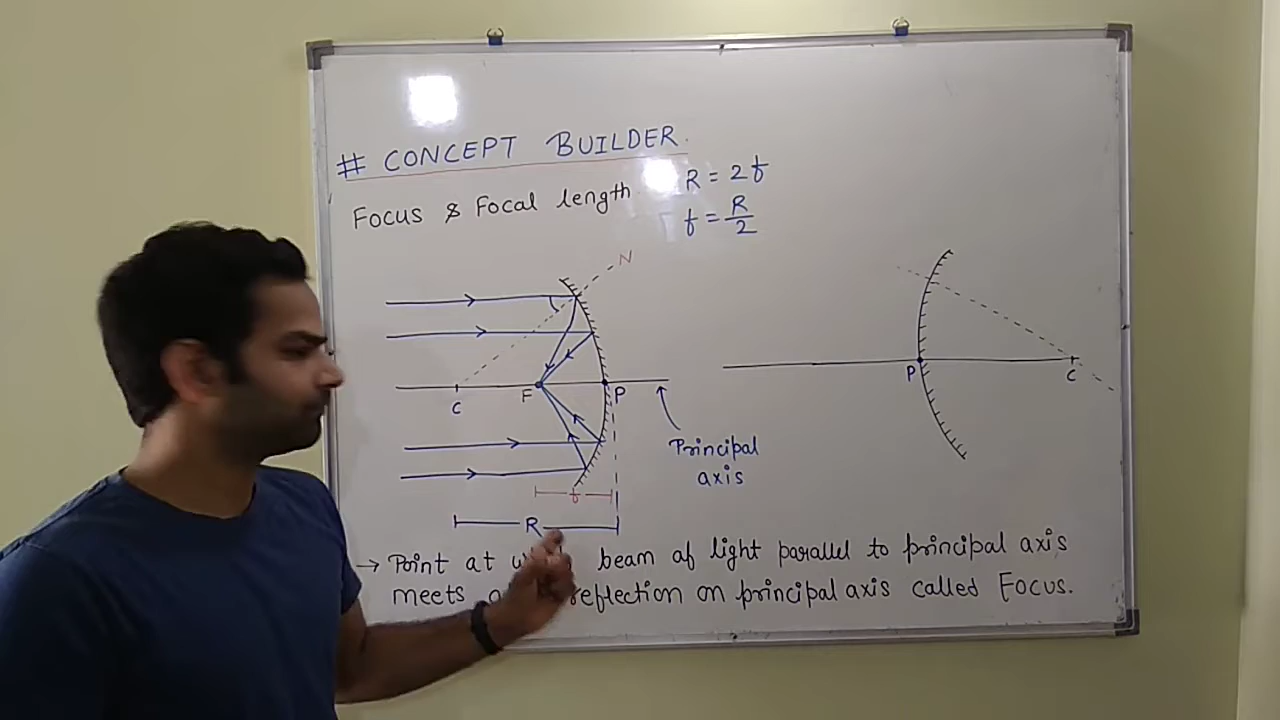 # CONCEPT BUILDER.
Focus & Focal length
R = 2f
f = R/2
N
C
F
P
Principal
axis
f
R
P
C
→ Point at beam of light parallel to principal axis
meets reflection on principal axis called Focus.